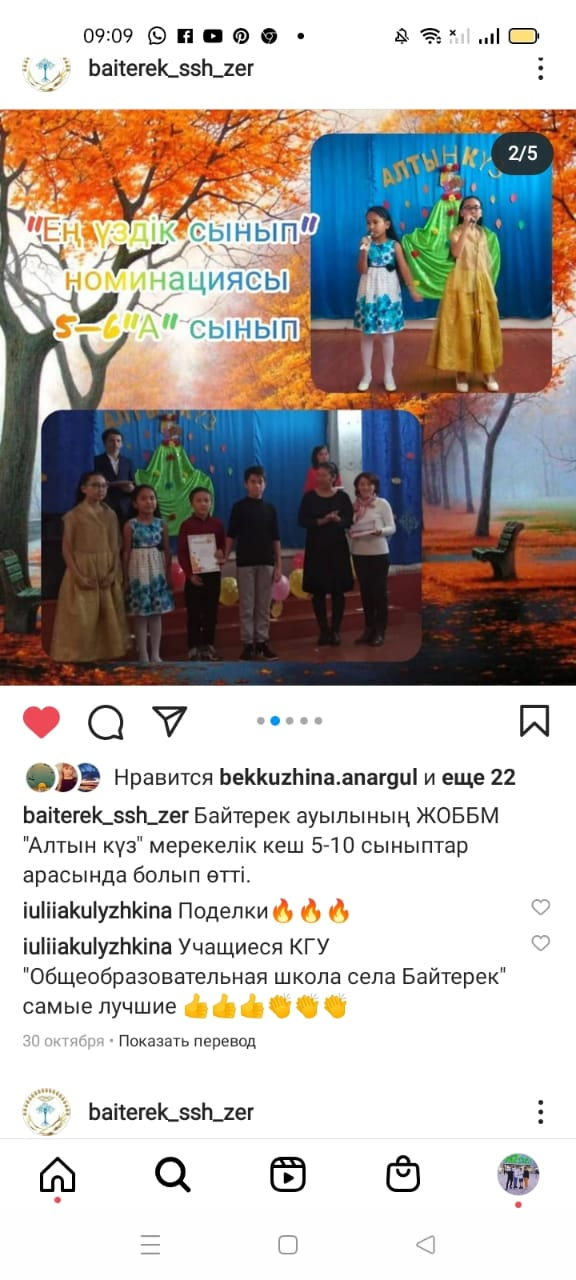 09:09
baiterek_ssh_zer
2/5
АЛТЫН КҮЗ
"Ең үздік сынып"
номинациясы
5-6"А" сынып
АЛТЫН КҮЗ
Нравится bekkuzhina.anargul и еще 22
baiterek_ssh_zer Байтерек ауылының ЖОББМ
"Алтын күз" мерекелік кеш 5-10 сыныптар
арасында болып өтті.
iuliiakulyzhkina Поделки🔥🔥🔥
iuliiakulyzhkina Учащиеся КГУ
"Общеобразовательная школа села Байтерек"
самые лучшие 👍👍👍👏👏👏
30 октября • Показать перевод
baiterek_ssh_zer